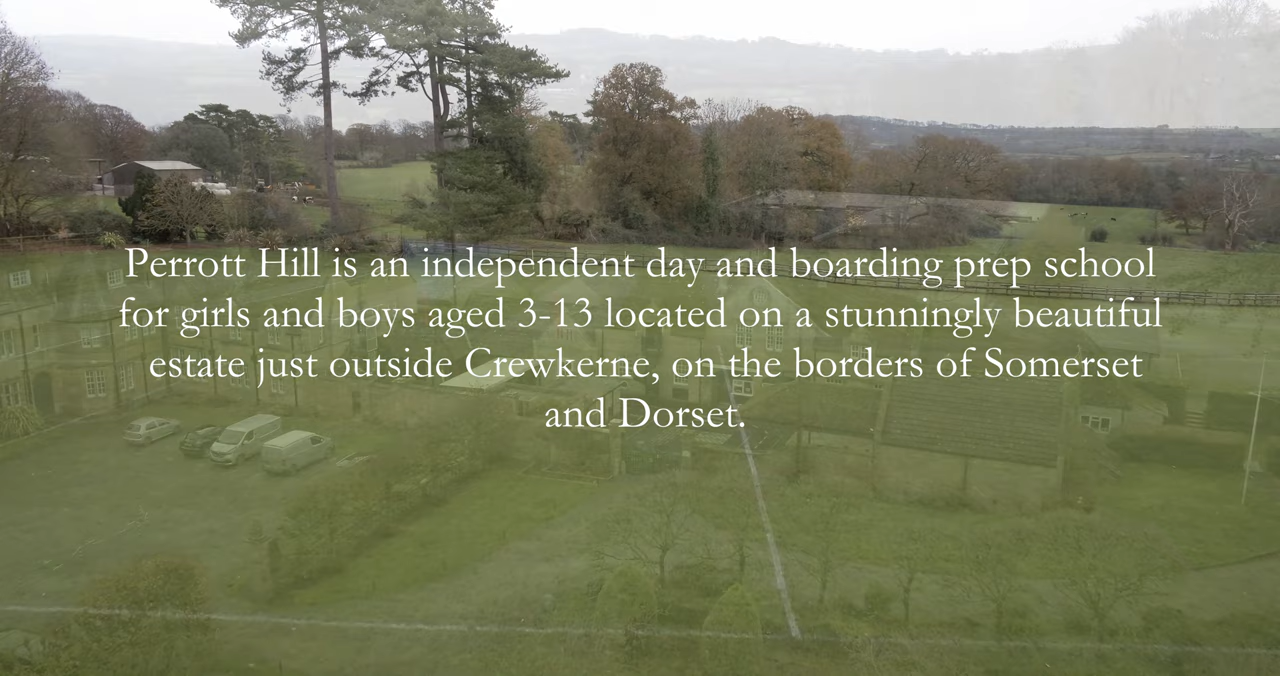 Perrott Hill is an independent day and boarding prep school
for girls and boys aged 3-13 located on a stunningly beautiful
estate just outside Crewkerne, on the borders of Somerset
and Dorset.